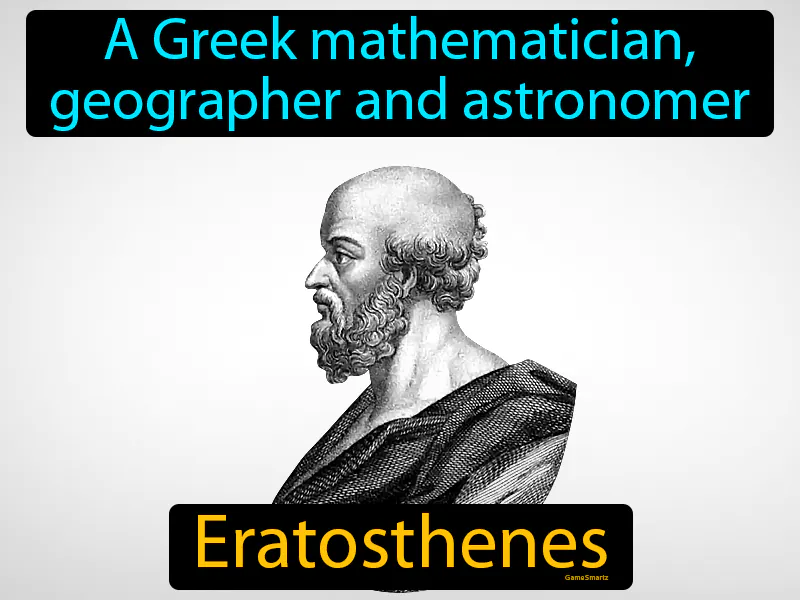 A Greek mathematician,
geographer and astronomer
Eratosthenes
GameSmartz